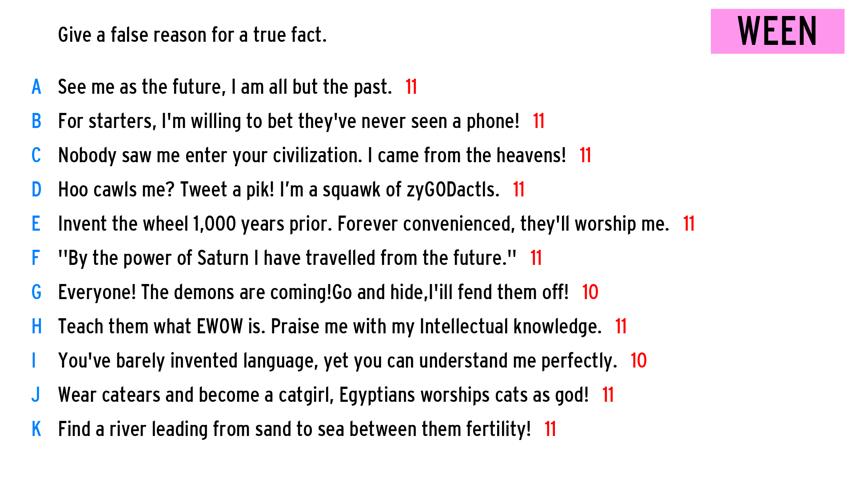 Give a false reason for a true fact.
WEEN
A See me as the future, I am all but the past. 11
B For starters, I'm willing to bet they've never seen a phone! 11
C Nobody saw me enter your civilization. I came from the heavens! 11
D Hoo cawls me? Tweet a pik! I’m a squawk of zyGODactls. 11
E Invent the wheel 1,000 years prior. Forever convenienced, they'll worship me. 11
F "By the power of Saturn I have travelled from the future." 11
G Everyone! The demons are coming!Go and hide,I'ill fend them off! 10
H Teach them what EWOW is. Praise me with my Intellectual knowledge. 11
I You've barely invented language, yet you can understand me perfectly. 10
J Wear catears and become a catgirl, Egyptians worships cats as god! 11
K Find a river leading from sand to sea between them fertility! 11